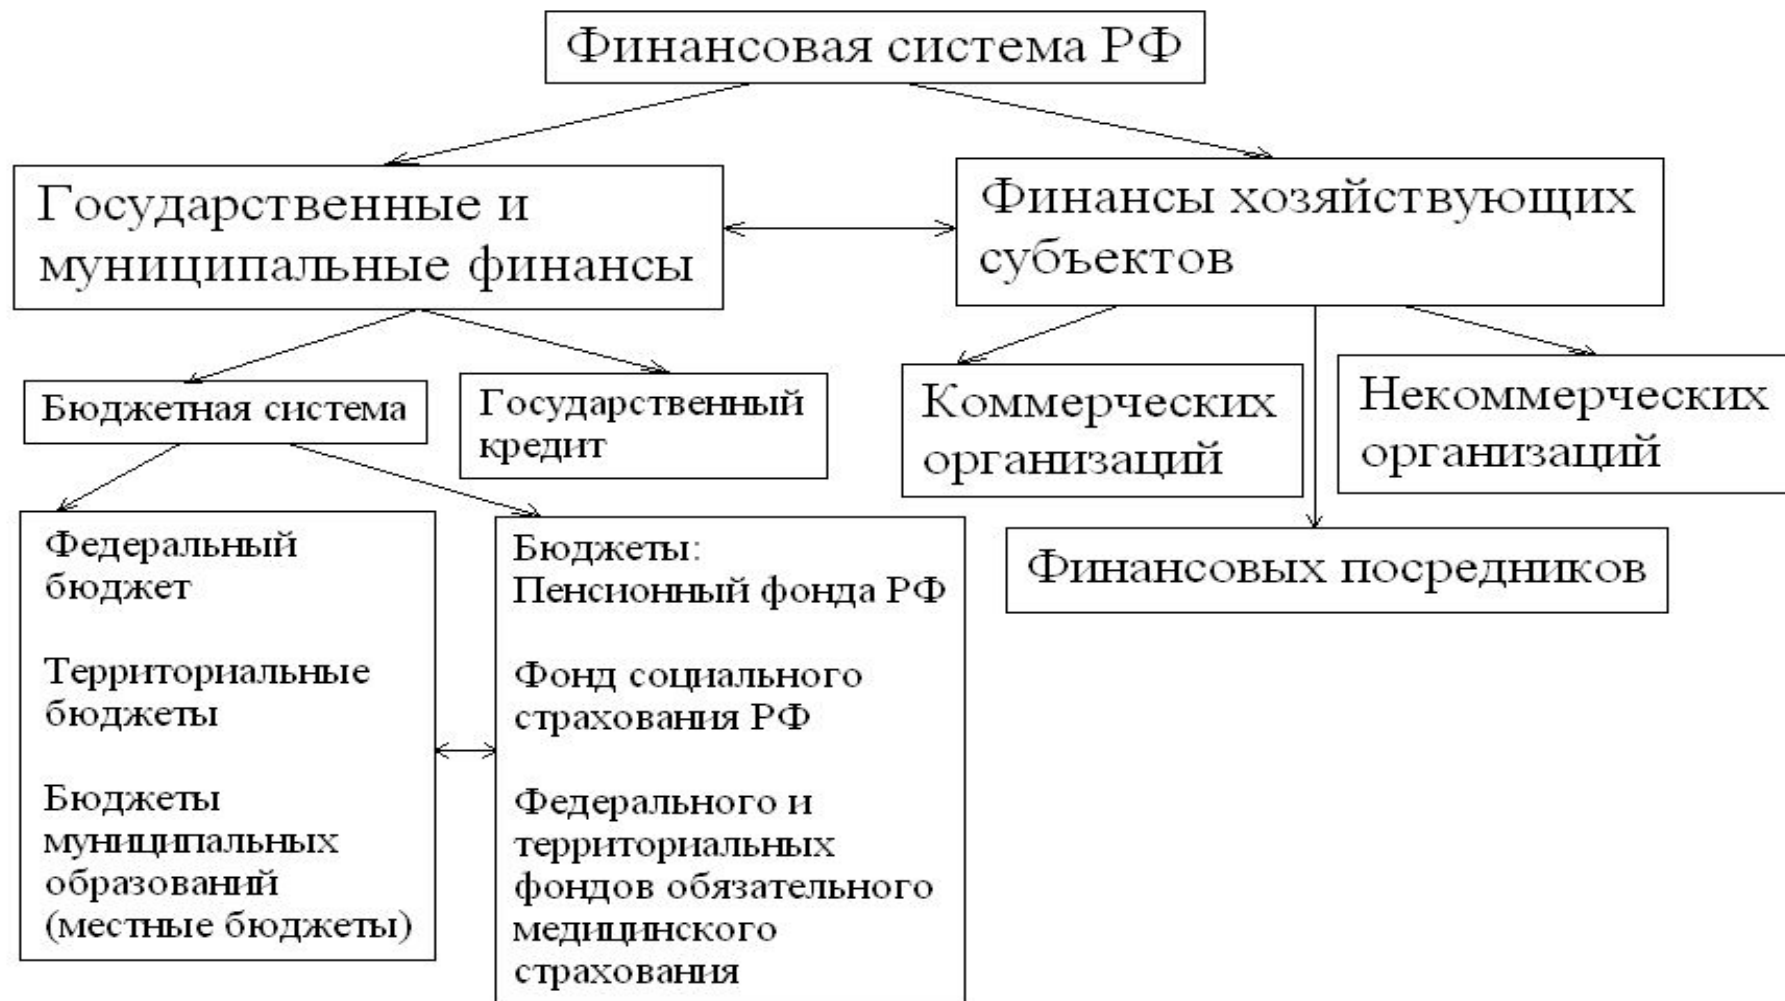 Финансовая система РФ
Государственные и
муниципальные финансы
Финансы хозяйствующих
субъектов
Бюджетная система
Государственный
кредит
Коммерческих
организаций
Некоммерческих
организаций
Финансовых посредников
Федеральный
бюджет
Территориальные
бюджеты
Бюджеты
муниципальных
образований
(местные бюджеты)
Бюджеты:
Пенсионный фонда РФ
Фонд социального
страхования РФ
Федерального и
территориальных
фондов обязательного
медицинского
страхования